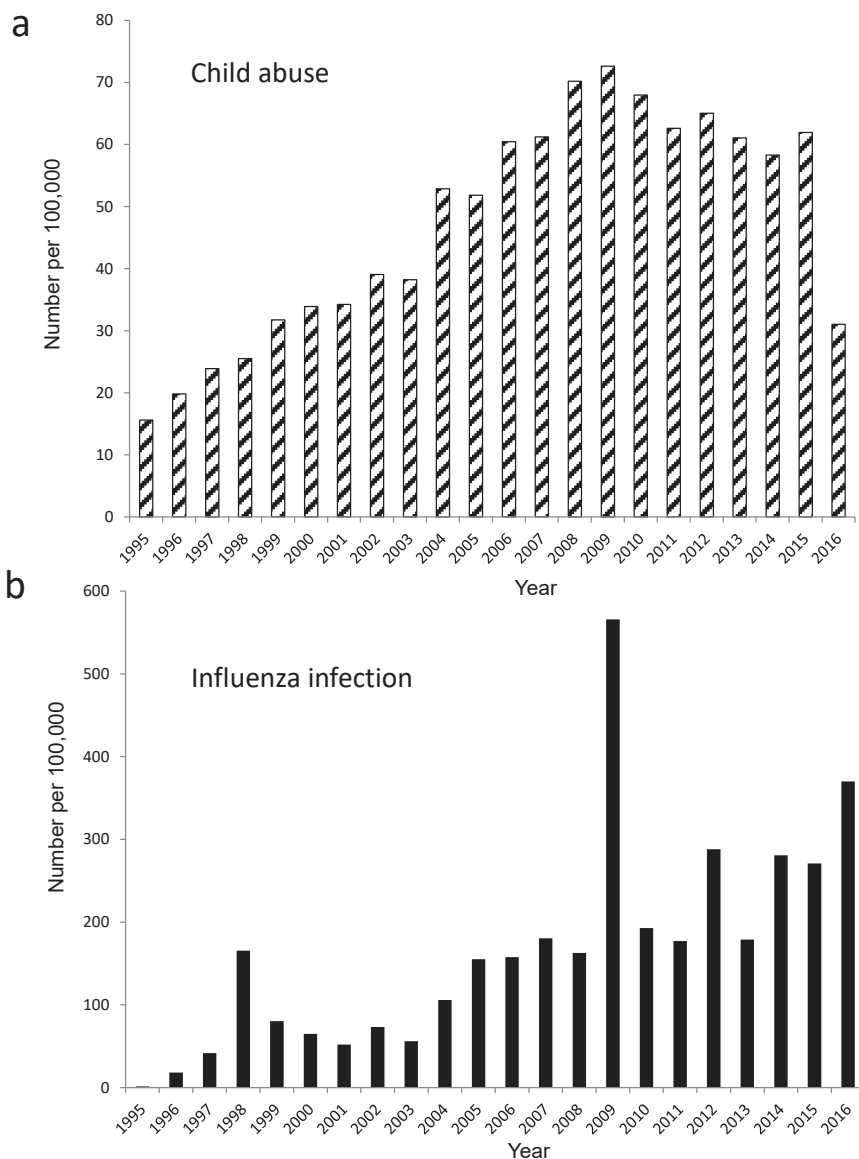 a
Child abuse
Number per 100,000
80
70
60
50
40
30
20
10
0
1995 1996 1997 1998 1999 2000 2001 2002 2003 2004 2005 2006 2007 2008 2009 2010 2011 2012 2013 2014 2015 2016
Year
b
Influenza infection
Number per 100,000
600
500
400
300
200
100
0
1995 1996 1997 1998 1999 2000 2001 2002 2003 2004 2005 2006 2007 2008 2009 2010 2011 2012 2013 2014 2015 2016
Year